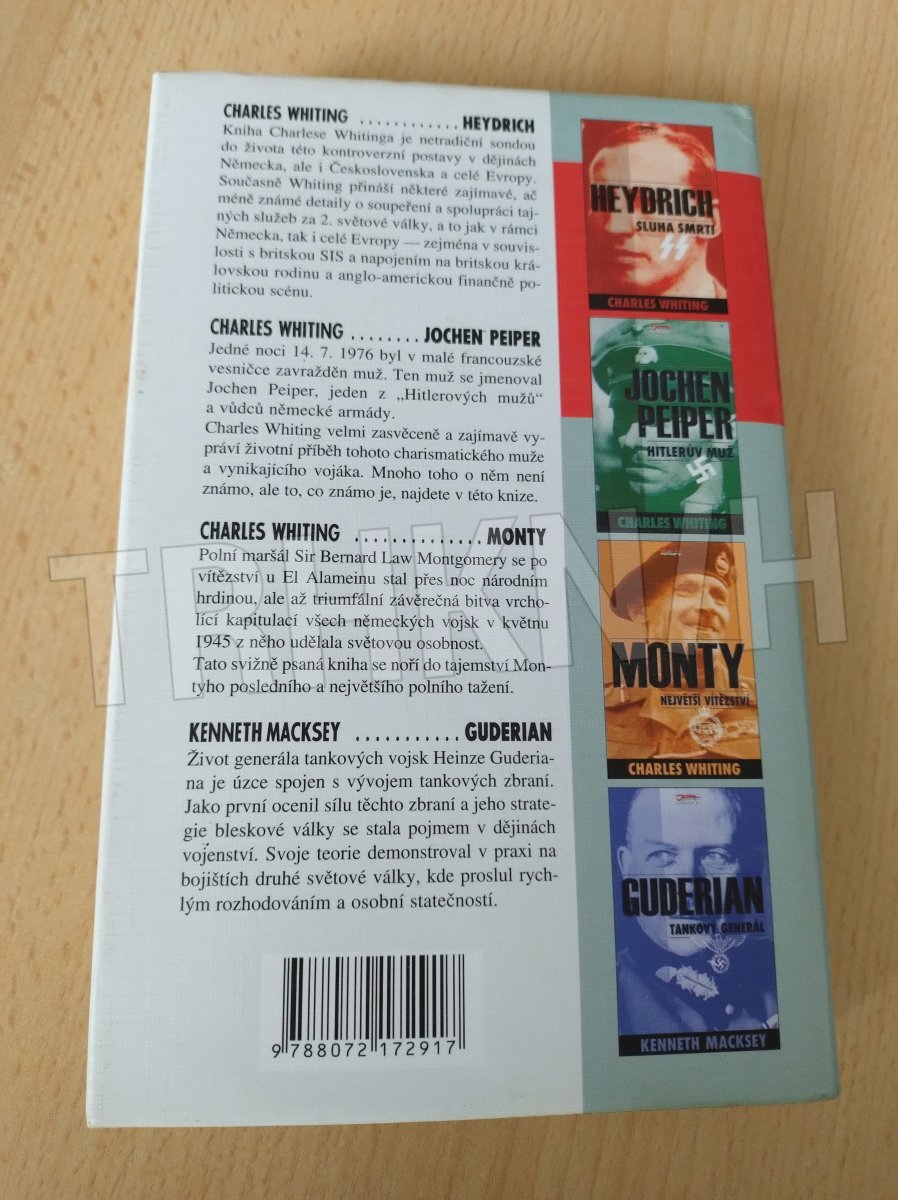 CHARLES WHITING ............ HEYDRICH
Kniha Charlese Whitinga je netradiční sondou
do života této kontroverzní postavy v dějinách
Německa, ale i Československa a celé Evropy.
Současně Whiting přináší některé zajímavé, ač
méně známé detaily o soupeření a spolupráci taj-
ných služeb za 2. světové války, a to jak v rámci
Německa, tak i celé Evropy — zejména v souvis-
losti s britskou SIS a napojením na britskou krá-
lovskou rodinu a anglo-americkou finančně po-
litickou scénu.
CHARLES WHITING ........ JOCHEN PEIPER
Jedné noci 14. 7. 1976 byl v malé francouzské
vesničce zavražděn muž. Ten muž se jmenoval
Jochen Peiper, jeden z „Hitlerových mužů“
a vůdců německé armády.
Charles Whiting velmi zasvěceně a zajímavě vy-
práví životní příběh tohoto charismatického muže
a vynikajícího vojáka. Mnoho toho o něm není
známo, ale to, co známo je, najdete v této knize.
CHARLES WHITING .............. MONTY
Polní maršál Sir Bernard Law Montgomery se po
vítězství u El Alameinu stal přes noc národním
hrdinou, ale až triumfální závěrečná bitva vrcho-
lící kapitulací všech německých vojsk v květnu
1945 z něho udělala světovou osobnost.
Tato svižně psaná kniha se noří do tajemství Mon-
tyho posledního a největšího polního tažení.
KENNETH MACKSEY ........... GUDERIAN
Život generála tankových vojsk Heinze Guderia-
na je úzce spojen s vývojem tankových zbraní.
Jako první ocenil sílu těchto zbraní a jeho strate-
gie bleskové války se stala pojmem v dějinách
vojenství. Svoje teorie demonstroval v praxi na
bojištích druhé světové války, kde proslul rych-
lým rozhodováním a osobní statečností.
9 788072 172917
HEYDRICH
SLUHA SMRTI
CHARLES WHITING
JOCHEN
PEIPER
HITLERŮV MUŽ
CHARLES WHITING
MONTY
NEJVĚTŠÍ VÍTĚZSTVÍ
CHARLES WHITING
GUDERIAN
TANKOVÝ GENERÁL
KENNETH MACKSEY